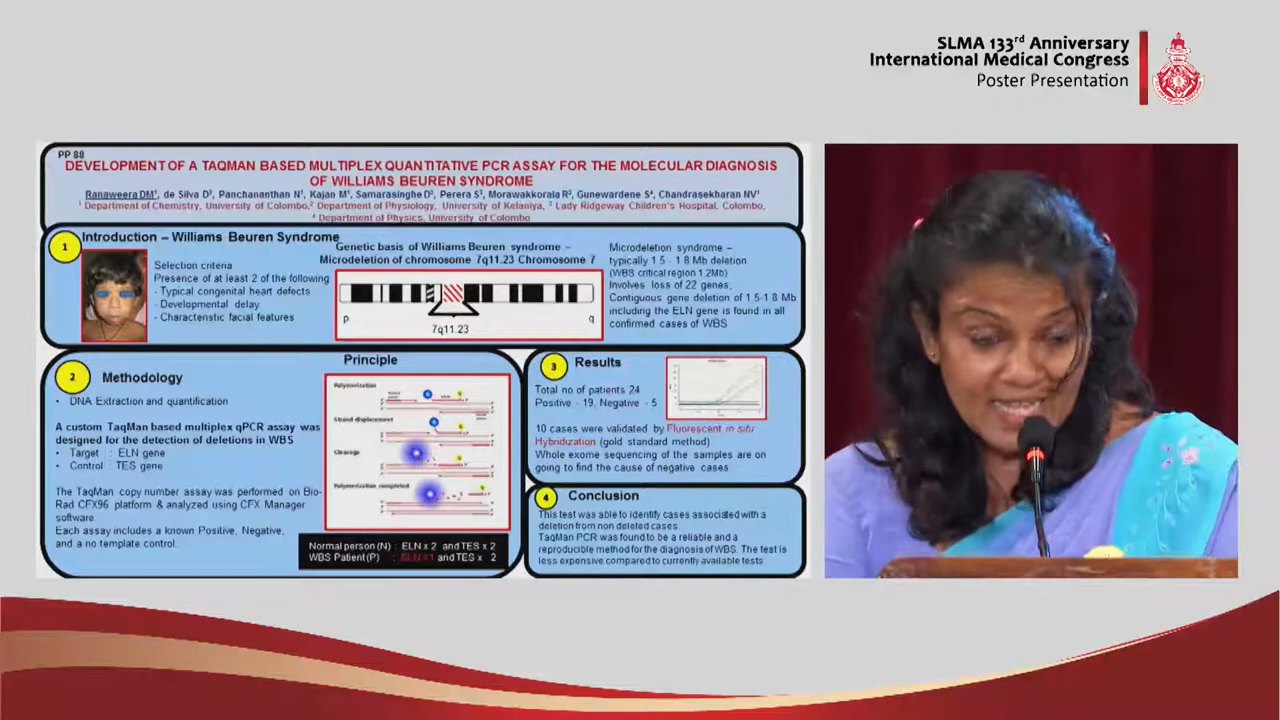 SLMA 133rd Anniversary
International Medical Congress
Poster Presentation
PP 88
DEVELOPMENT OF A TAQMAN BASED MULTIPLEX QUANTITATIVE PCR ASSAY FOR THE MOLECULAR DIAGNOSIS
OF WILLIAMS BEUREN SYNDROME
Ranaweera DM¹, de Silva D², Panchananthan N¹, Kajan M¹, Samarasinghe D³, Perera S³, Morawakkorala R³, Gunewardene S⁴, Chandrasekharan NV¹
¹ Department of Chemistry, University of Colombo,² Department of Physiology, University of Kelaniya, ³ Lady Ridgeway Children's Hospital, Colombo,
⁴ Department of Physics, University of Colombo
1
Introduction – Williams Beuren Syndrome
Selection criteria
Presence of at least 2 of the following
- Typical congenital heart defects
- Developmental delay
- Characteristic facial features
Genetic basis of Williams Beuren syndrome –
Microdeletion of chromosome 7q11.23 Chromosome 7
p
q
7q11.23
Microdeletion syndrome –
typically 1.5 - 1.8 Mb deletion
(WBS critical region 1.2Mb)
Involves loss of 22 genes,
Contiguous gene deletion of 1.5-1.8 Mb
including the ELN gene is found in all
confirmed cases of WBS
2
Methodology
• DNA Extraction and quantification
A custom TaqMan based multiplex qPCR assay was
designed for the detection of deletions in WBS
• Target : ELN gene
• Control : TES gene
The TaqMan copy number assay was performed on Bio-
Rad CFX96 platform & analyzed using CFX Manager
software.
Each assay includes a known Positive, Negative,
and a no template control.
Principle
Polymerization
Strand displacement
Cleavage
Polymerization completed
Normal person (N) : ELN x 2 and TES x 2
WBS Patient (P) : ELN x1 and TES x 2
3
Results
Total no of patients 24
Positive - 19, Negative - 5
10 cases were validated by Fluorescent in situ
Hybridization (gold standard method)
Whole exome sequencing of the samples are on
going to find the cause of negative cases
4
Conclusion
This test was able to identify cases associated with a
deletion from non deleted cases.
TaqMan PCR was found to be a reliable and a
reproducible method for the diagnosis of WBS. The test is
less expensive compared to currently available tests.